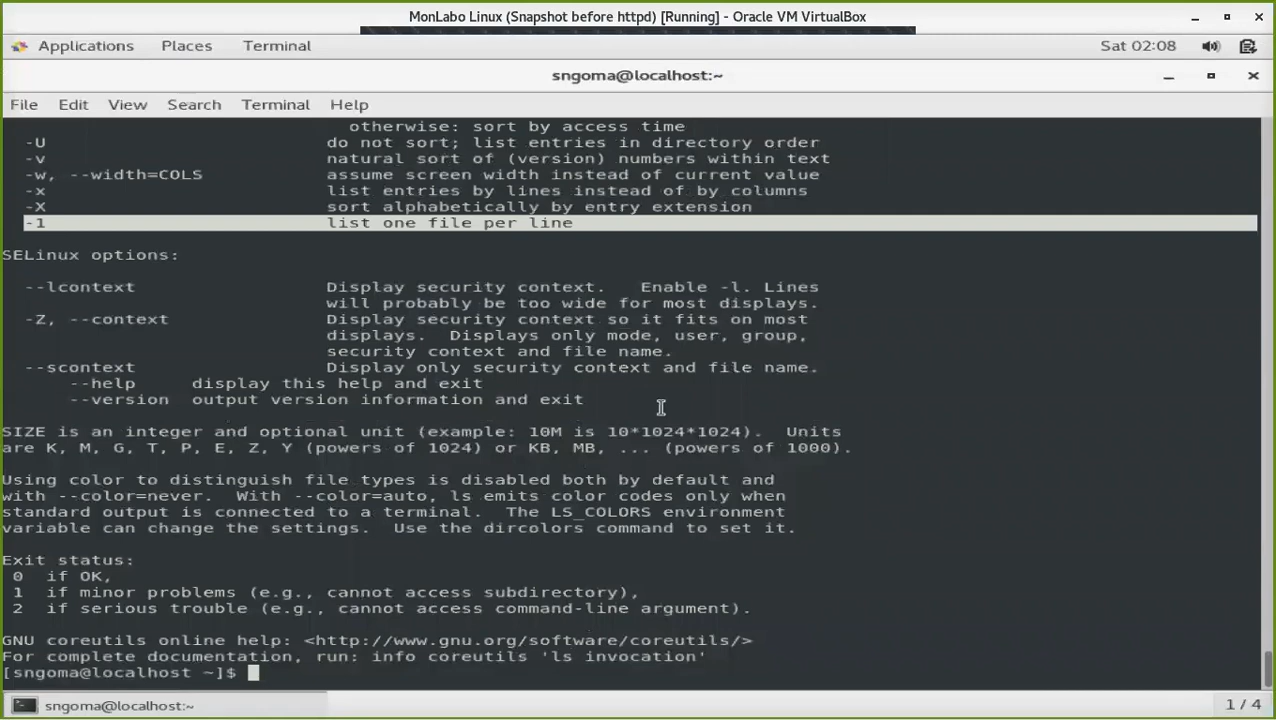 MonLabo Linux (Snapshot before httpd) [Running] - Oracle VM VirtualBox
Applications Places Terminal Sat 02:08
sngoma@localhost:~
File Edit View Search Terminal Help
otherwise: sort by access time
-U do not sort; list entries in directory order
-v natural sort of (version) numbers within text
-w, --width=COLS assume screen width instead of current value
-x list entries by lines instead of by columns
-X sort alphabetically by entry extension
-1 list one file per line
SELinux options:
--lcontext Display security context. Enable -l. Lines
will probably be too wide for most displays.
-Z, --context Display security context so it fits on most
displays. Displays only mode, user, group,
security context and file name.
--scontext Display only security context and file name.
--help display this help and exit
--version output version information and exit
SIZE is an integer and optional unit (example: 10M is 10*1024*1024). Units
are K, M, G, T, P, E, Z, Y (powers of 1024) or KB, MB, ... (powers of 1000).
Using color to distinguish file types is disabled both by default and
with --color=never. With --color=auto, ls emits color codes only when
standard output is connected to a terminal. The LS_COLORS environment
variable can change the settings. Use the dircolors command to set it.
Exit status:
0 if OK,
1 if minor problems (e.g., cannot access subdirectory),
2 if serious trouble (e.g., cannot access command-line argument).
GNU coreutils online help: <http://www.gnu.org/software/coreutils/>
For complete documentation, run: info coreutils 'ls invocation'
[sngoma@localhost ~]$
sngoma@localhost:~ 1 / 4